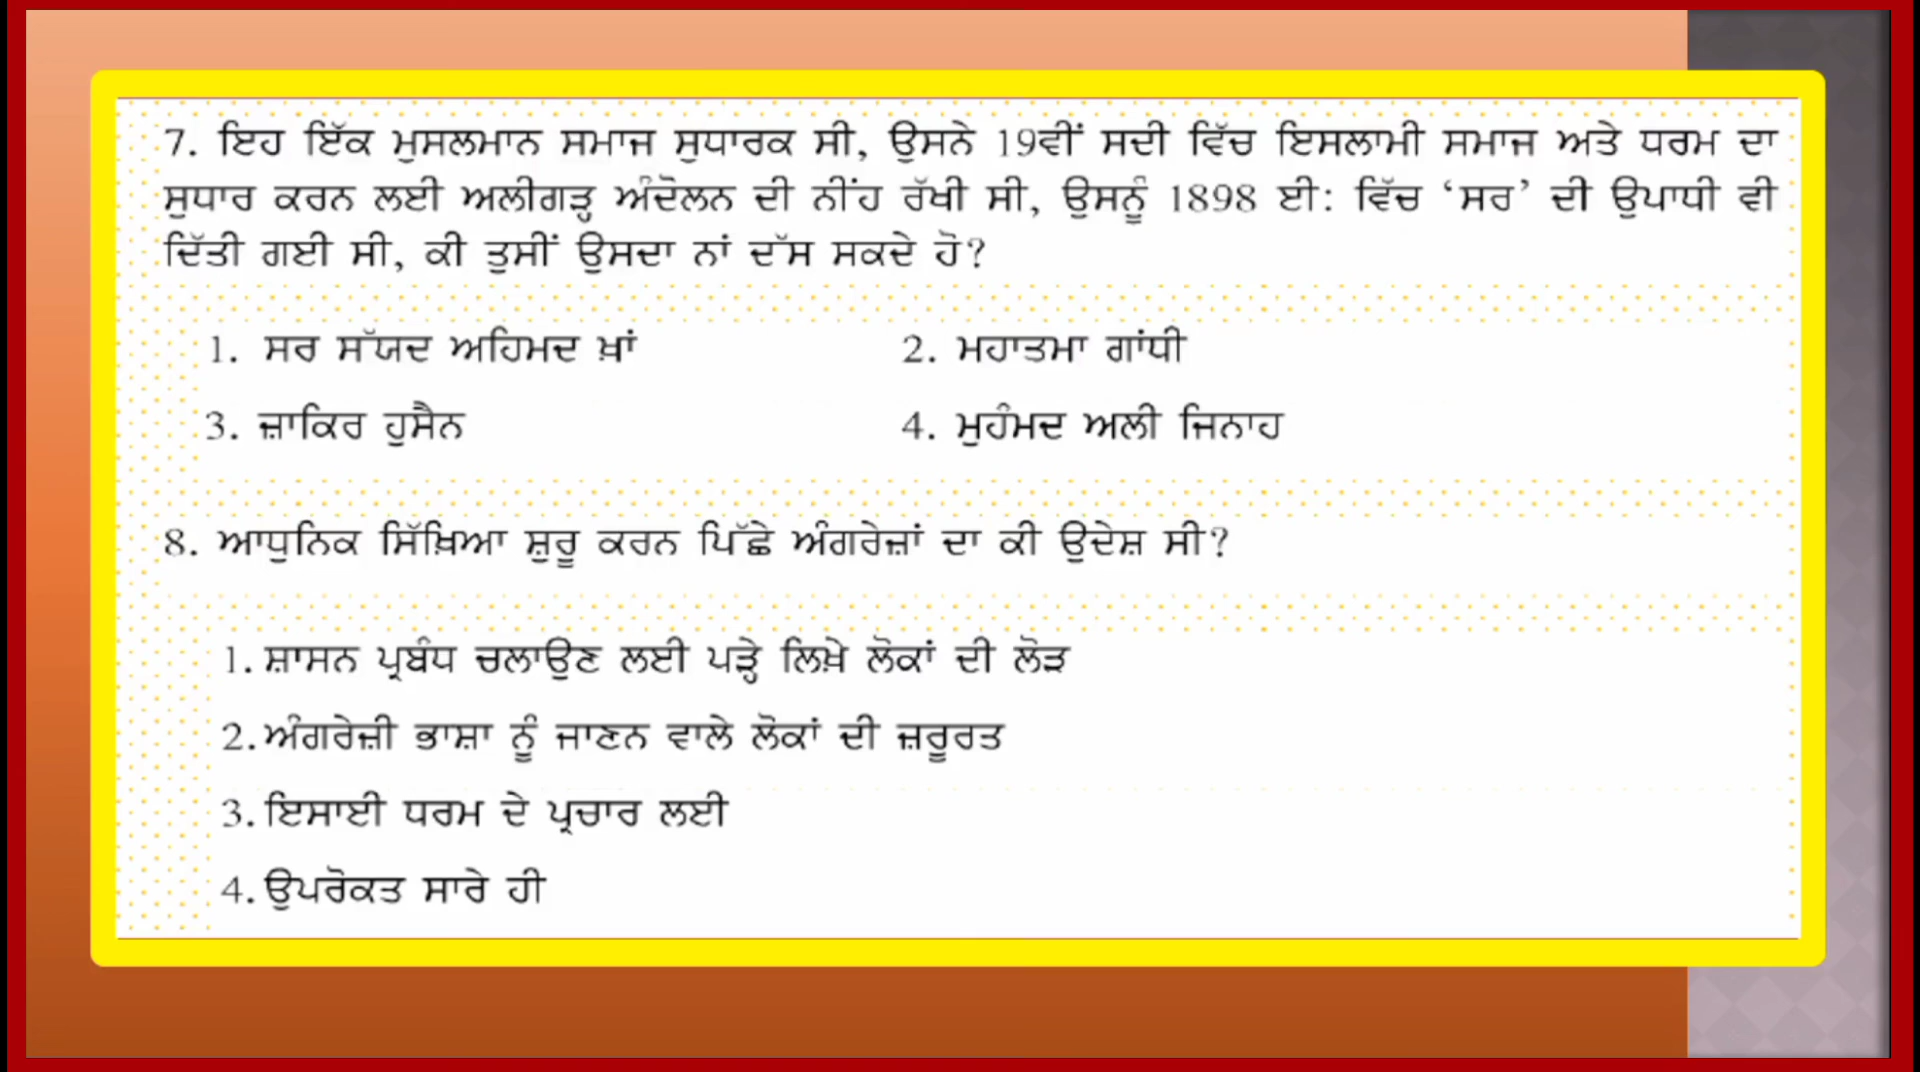 7. ਇਹ ਇੱਕ ਮੁਸਲਮਾਨ ਸਮਾਜ ਸੁਧਾਰਕ ਸੀ, ਉਸਨੇ 19ਵੀਂ ਸਦੀ ਵਿੱਚ ਇਸਲਾਮੀ ਸਮਾਜ ਅਤੇ ਧਰਮ ਦਾ
ਸੁਧਾਰ ਕਰਨ ਲਈ ਅਲੀਗੜ੍ਹ ਅੰਦੋਲਨ ਦੀ ਨੀਂਹ ਰੱਖੀ ਸੀ, ਉਸਨੂੰ 1898 ਈ: ਵਿੱਚ ‘ਸਰ’ ਦੀ ਉਪਾਧੀ ਵੀ
ਦਿੱਤੀ ਗਈ ਸੀ, ਕੀ ਤੁਸੀਂ ਉਸਦਾ ਨਾਂ ਦੱਸ ਸਕਦੇ ਹੋ?
1. ਸਰ ਸੱਯਦ ਅਹਿਮਦ ਖ਼ਾਂ 2. ਮਹਾਤਮਾ ਗਾਂਧੀ
3. ਜ਼ਾਕਿਰ ਹੁਸੈਨ 4. ਮੁਹੰਮਦ ਅਲੀ ਜਿਨਾਹ
8. ਆਧੁਨਿਕ ਸਿੱਖ਼ਿਆ ਸ਼ੁਰੂ ਕਰਨ ਪਿੱਛੇ ਅੰਗਰੇਜ਼ਾਂ ਦਾ ਕੀ ਉਦੇਸ਼ ਸੀ?
1. ਸ਼ਾਸਨ ਪ੍ਰਬੰਧ ਚਲਾਉਣ ਲਈ ਪੜ੍ਹੇ ਲਿਖ਼ੇ ਲੋਕਾਂ ਦੀ ਲੋੜ
2. ਅੰਗਰੇਜ਼ੀ ਭਾਸ਼ਾ ਨੂੰ ਜਾਣਨ ਵਾਲੇ ਲੋਕਾਂ ਦੀ ਜ਼ਰੂਰਤ
3. ਇਸਾਈ ਧਰਮ ਦੇ ਪ੍ਰਚਾਰ ਲਈ
4. ਉਪਰੋਕਤ ਸਾਰੇ ਹੀ